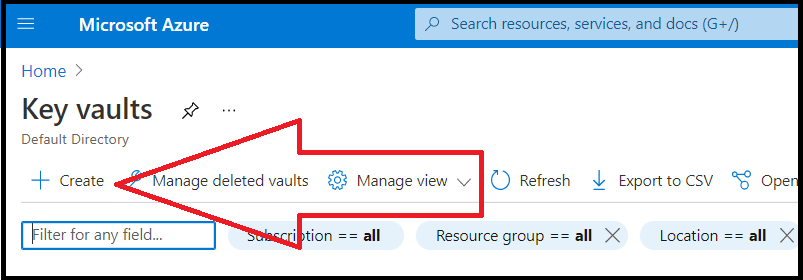 Microsoft Azure
Search resources, services, and docs (G+/)
Home
Key vaults
Default Directory
Create Manage deleted vaults Manage view Refresh Export to CSV Open
Filter for any field... Subscription == all Resource group == all Location == all